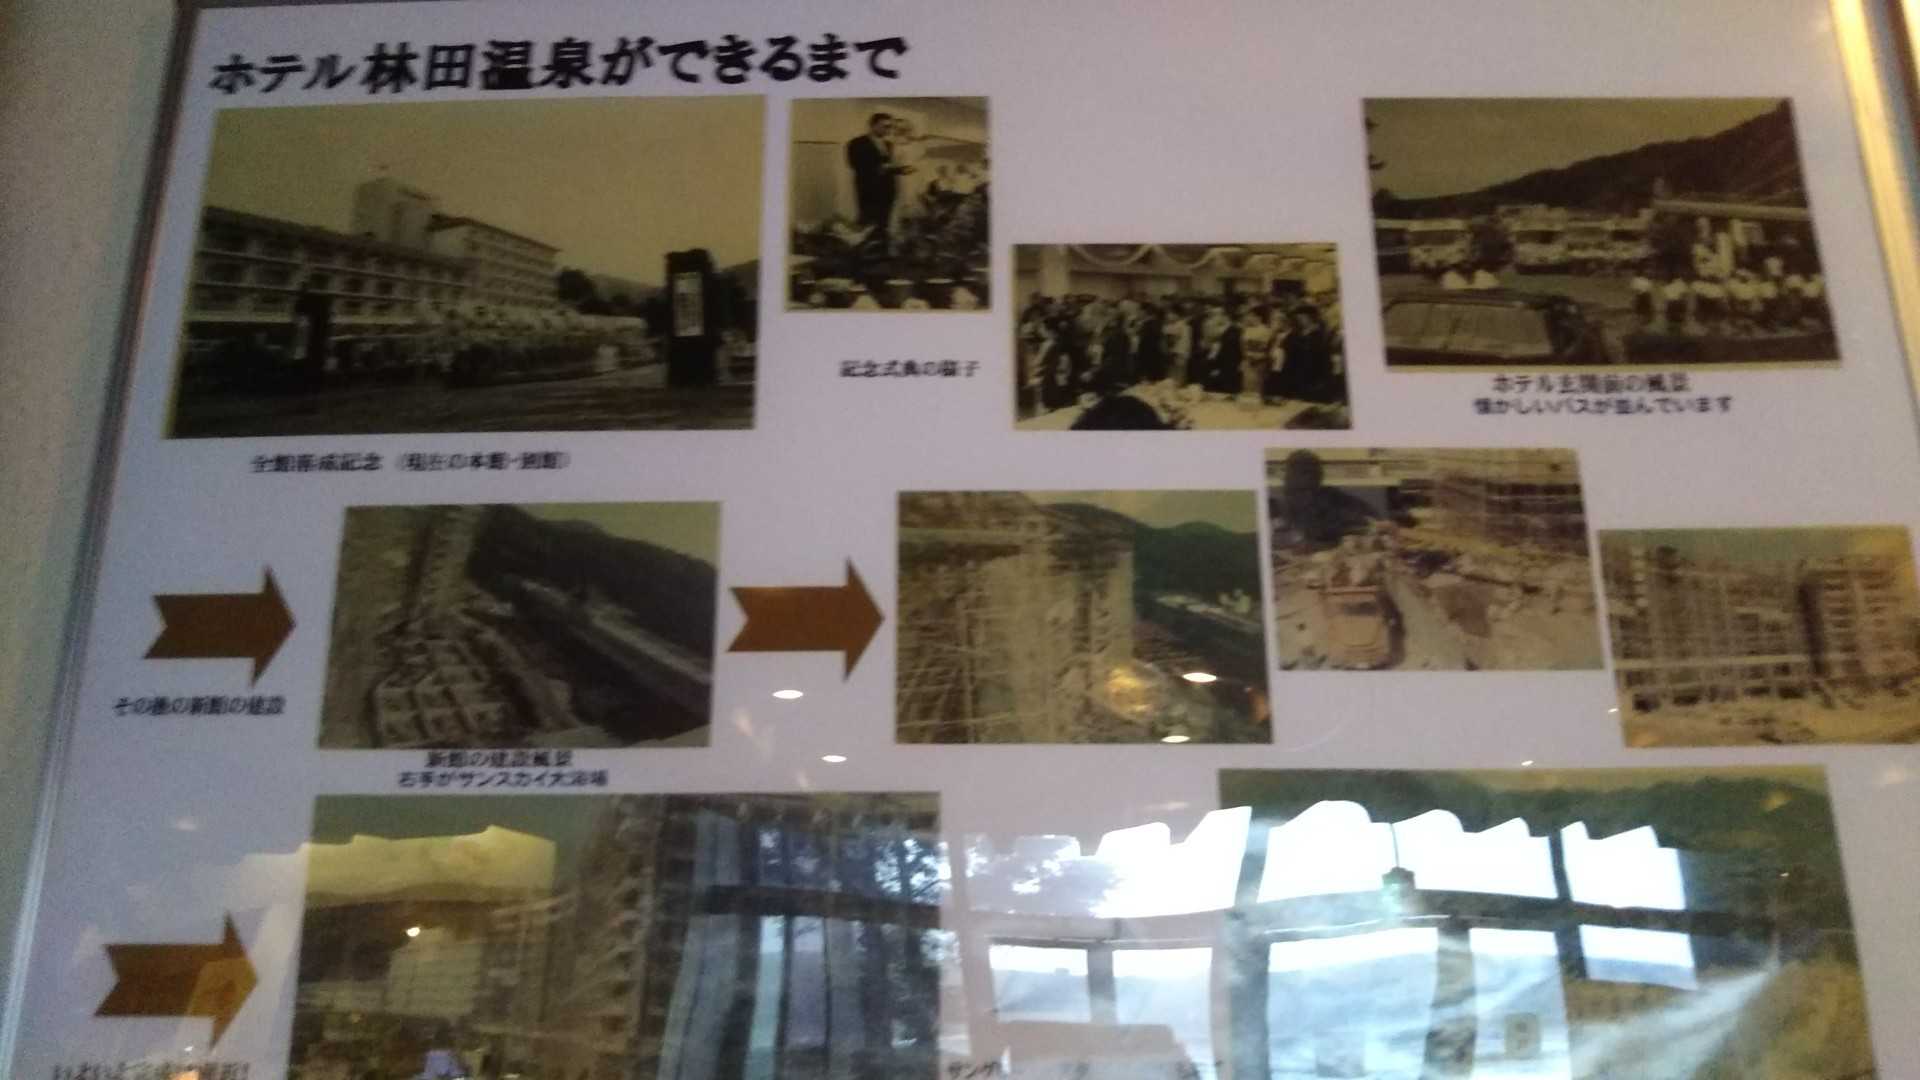 ホテル林田温泉ができるまで
記念式典の様子
ホテル玄関前の風景
懐かしいバスが並んでいます
全館落成記念（現在の本館・別館）
その後の新館の建設
新館の建設風景
右手がサンスカイ大浴場